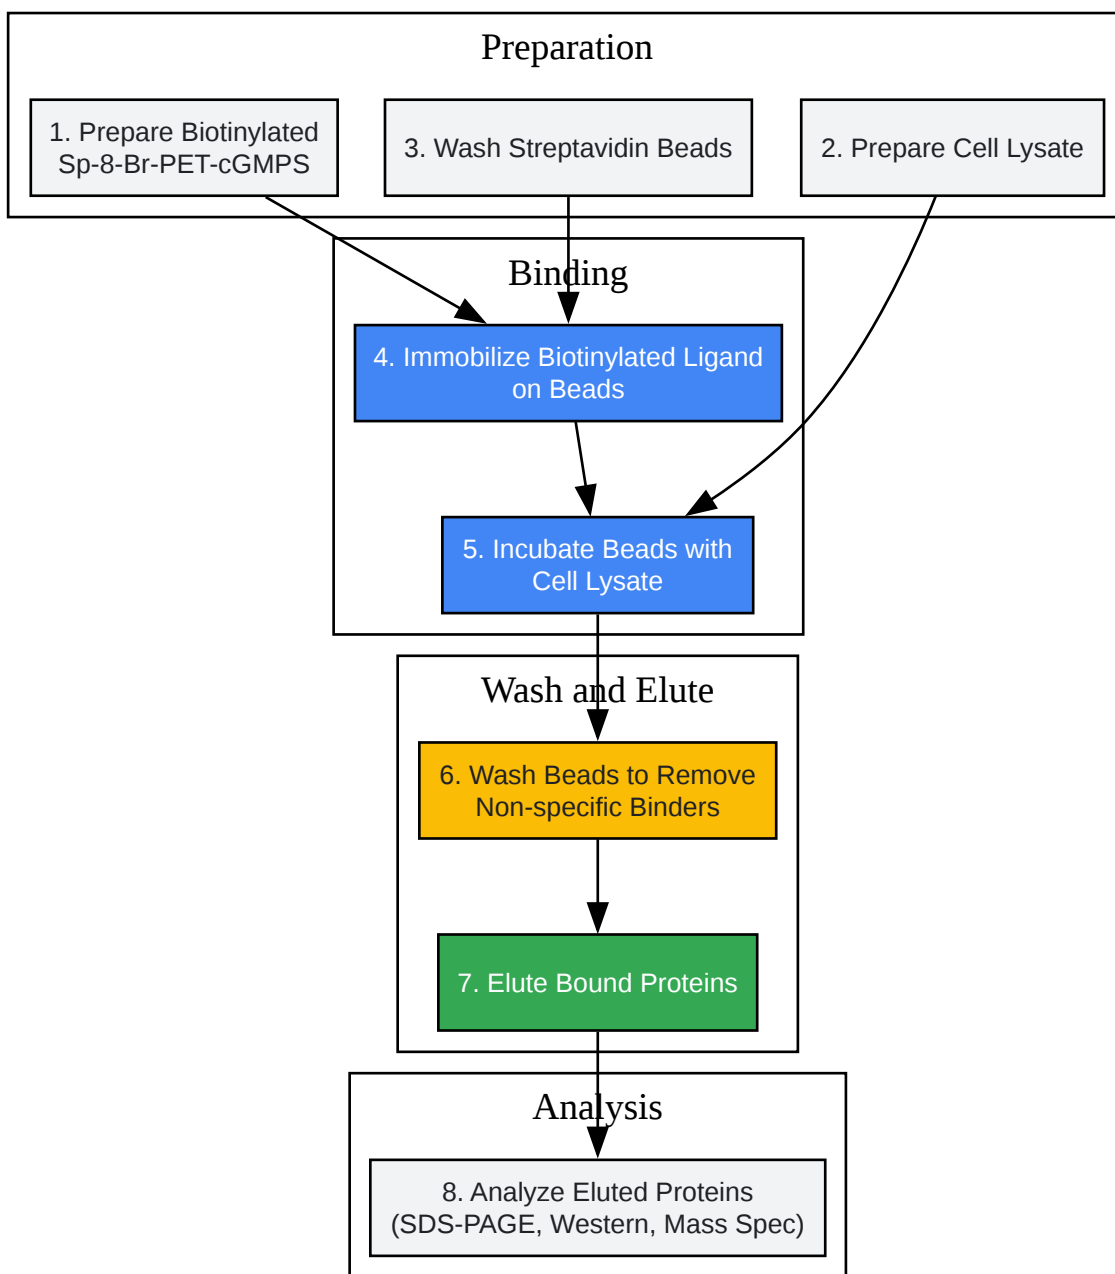 Preparation
1. Prepare Biotinylated
Sp-8-Br-PET-cGMPS
3. Wash Streptavidin Beads
2. Prepare Cell Lysate
Binding
4. Immobilize Biotinylated Ligand
on Beads
5. Incubate Beads with
Cell Lysate
Wash and Elute
6. Wash Beads to Remove
Non-specific Binders
7. Elute Bound Proteins
Analysis
8. Analyze Eluted Proteins
(SDS-PAGE, Western, Mass Spec)